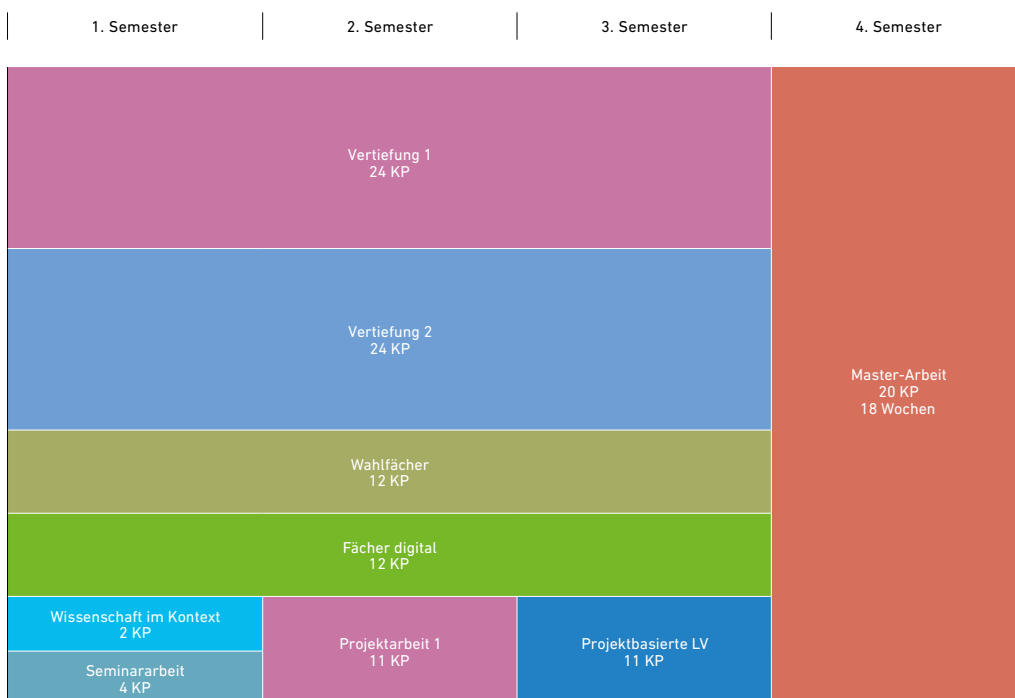 1. Semester
2. Semester
3. Semester
4. Semester
Vertiefung 1
24 KP
Vertiefung 2
24 KP
Master-Arbeit
20 KP
18 Wochen
Wahlfächer
12 KP
Fächer digital
12 KP
Wissenschaft im Kontext
2 KP
Seminararbeit
4 KP
Projektarbeit 1
11 KP
Projektbasierte LV
11 KP